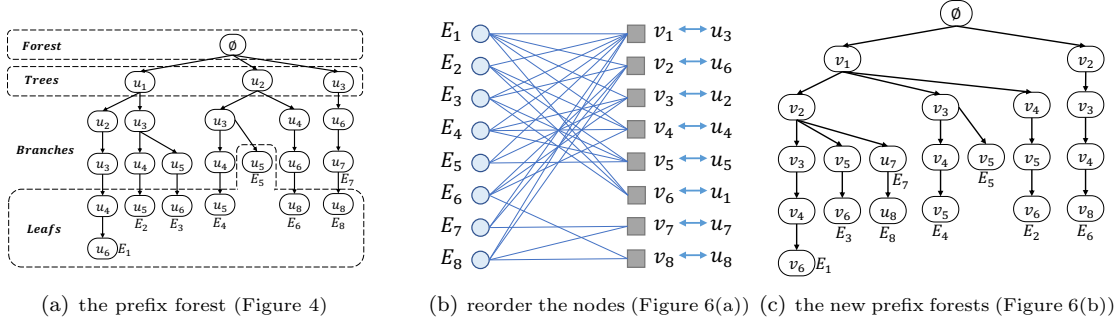 Forest
∅
Trees
u₁ u₂ u₃
Branches
u₂ u₃ u₃ u₄ u₆
u₃ u₄ u₅ u₄ u₅ u₆ u₇
E₅ E₇
Leafs
u₄ u₅ u₆ u₅ u₈ u₈
E₂ E₃ E₄ E₆ E₈
u₆ E₁
(a) the prefix forest (Figure 4)
E₁ v₁ ↔ u₃
E₂ v₂ ↔ u₆
E₃ v₃ ↔ u₂
E₄ v₄ ↔ u₄
E₅ v₅ ↔ u₅
E₆ v₆ ↔ u₁
E₇ v₇ ↔ u₇
E₈ v₈ ↔ u₈
(b) reorder the nodes (Figure 6(a))
∅
v₁ v₂
v₂ v₃ v₄ v₃
v₃ v₅ u₇ v₄ v₅ v₅ v₄
E₇ E₅
v₄ v₆ u₈ v₅ v₆ v₈
E₃ E₈ E₄ E₂ E₆
v₆ E₁
(c) the new prefix forests (Figure 6(b))